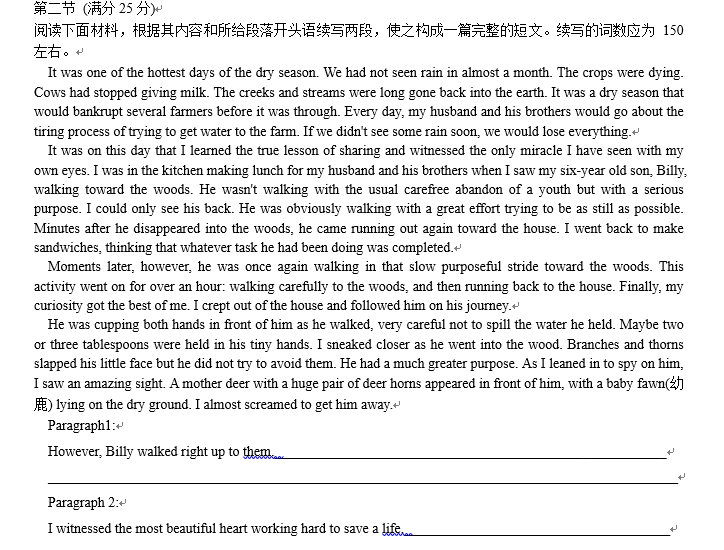 第二节 (满分 25 分)
阅读下面材料，根据其内容和所给段落开头语续写两段，使之构成一篇完整的短文。续写的词数应为 150
左右。
It was one of the hottest days of the dry season. We had not seen rain in almost a month. The crops were dying.
Cows had stopped giving milk. The creeks and streams were long gone back into the earth. It was a dry season that
would bankrupt several farmers before it was through. Every day, my husband and his brothers would go about the
tiring process of trying to get water to the farm. If we didn't see some rain soon, we would lose everything.
It was on this day that I learned the true lesson of sharing and witnessed the only miracle I have seen with my
own eyes. I was in the kitchen making lunch for my husband and his brothers when I saw my six-year old son, Billy,
walking toward the woods. He wasn't walking with the usual carefree abandon of a youth but with a serious
purpose. I could only see his back. He was obviously walking with a great effort trying to be as still as possible.
Minutes after he disappeared into the woods, he came running out again toward the house. I went back to make
sandwiches, thinking that whatever task he had been doing was completed.
Moments later, however, he was once again walking in that slow purposeful stride toward the woods. This
activity went on for over an hour: walking carefully to the woods, and then running back to the house. Finally, my
curiosity got the best of me. I crept out of the house and followed him on his journey.
He was cupping both hands in front of him as he walked, very careful not to spill the water he held. Maybe two
or three tablespoons were held in his tiny hands. I sneaked closer as he went into the wood. Branches and thorns
slapped his little face but he did not try to avoid them. He had a much greater purpose. As I leaned in to spy on him,
I saw an amazing sight. A mother deer with a huge pair of deer horns appeared in front of him, with a baby fawn(幼
鹿) lying on the dry ground. I almost screamed to get him away.
Paragraph1:
However, Billy walked right up to them.
Paragraph 2:
I witnessed the most beautiful heart working hard to save a life.